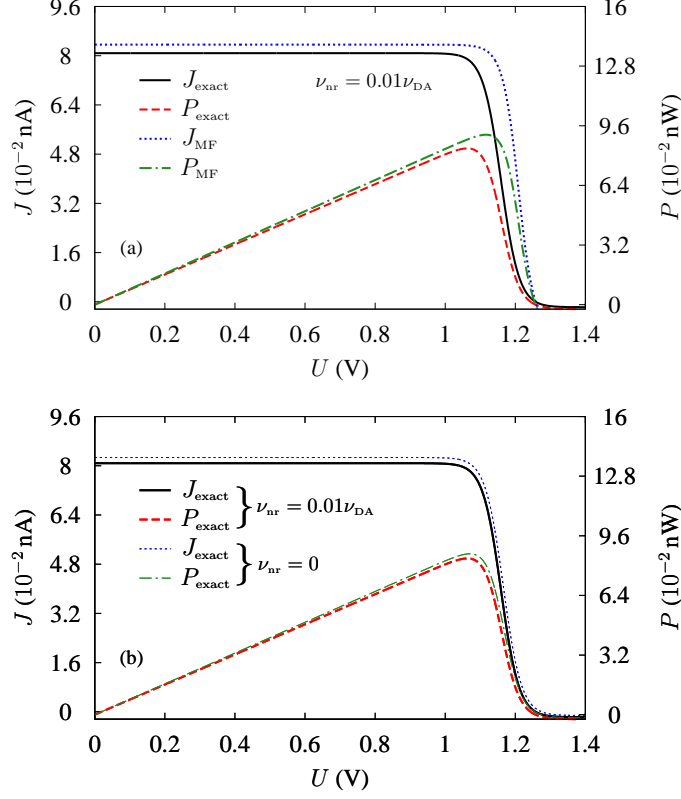 9.6
8
6.4
4.8
3.2
1.6
0
J (10⁻² nA)
16
12.8
9.6
6.4
3.2
0
P (10⁻² nW)
J_exact
P_exact
J_MF
P_MF
ν_nr = 0.01ν_DA
(a)
0 0.2 0.4 0.6 0.8 1 1.2 1.4
U (V)
9.6
8
6.4
4.8
3.2
1.6
0
J (10⁻² nA)
16
12.8
9.6
6.4
3.2
0
P (10⁻² nW)
J_exact
P_exact } ν_nr = 0.01ν_DA
J_exact
P_exact } ν_nr = 0
(b)
0 0.2 0.4 0.6 0.8 1 1.2 1.4
U (V)